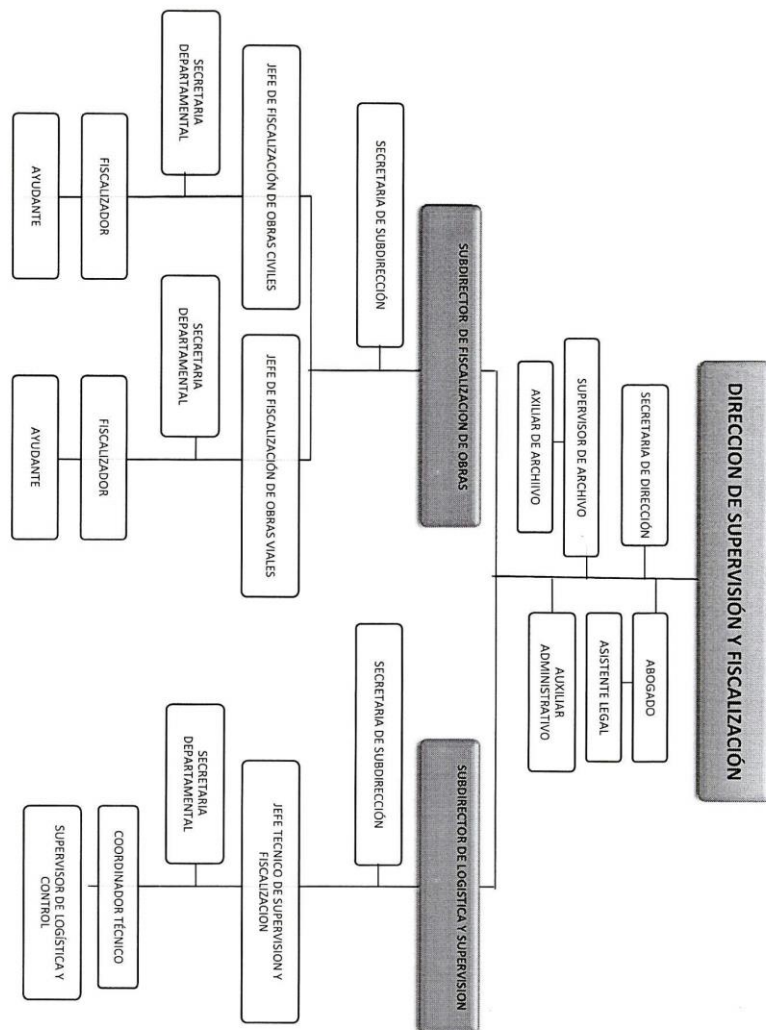 DIRECCION DE SUPERVISIÓN Y FISCALIZACIÓN
SECRETARIA DE DIRECCIÓN
ABOGADO
ASISTENTE LEGAL
SUPERVISOR DE ARCHIVO
AXILIAR DE ARCHIIVO
AUXILIAR
ADMINISTRATIVO
SUBDIRECTOR DE FISCALIZACION DE OBRAS
SECRETARIA DE SUBDIRECCIÓN
JEFE DE FISCALIZACIÓN DE OBRAS CIVILES
SECRETARIA
DEPARTAMENTAL
FISCALIZADOR
AYUDANTE
JEFE DE FISCALIZACIÓN DE OBRAS VIALES
SECRETARIA
DEPARTAMENTAL
FISCALIZADOR
AYUDANTE
SUBDIRECTOR DE LOGISTICA Y SUPERVISION
SECRETARIA DE SUBDIRECCIÓN
JEFE TECNICO DE SUPERVISION Y
FISCALIZACION
SECRETARIA
DEPARTAMENTAL
COORDINADOR TÉCNICO
SUPERVISOR DE LOGÍSTICA Y
CONTROL